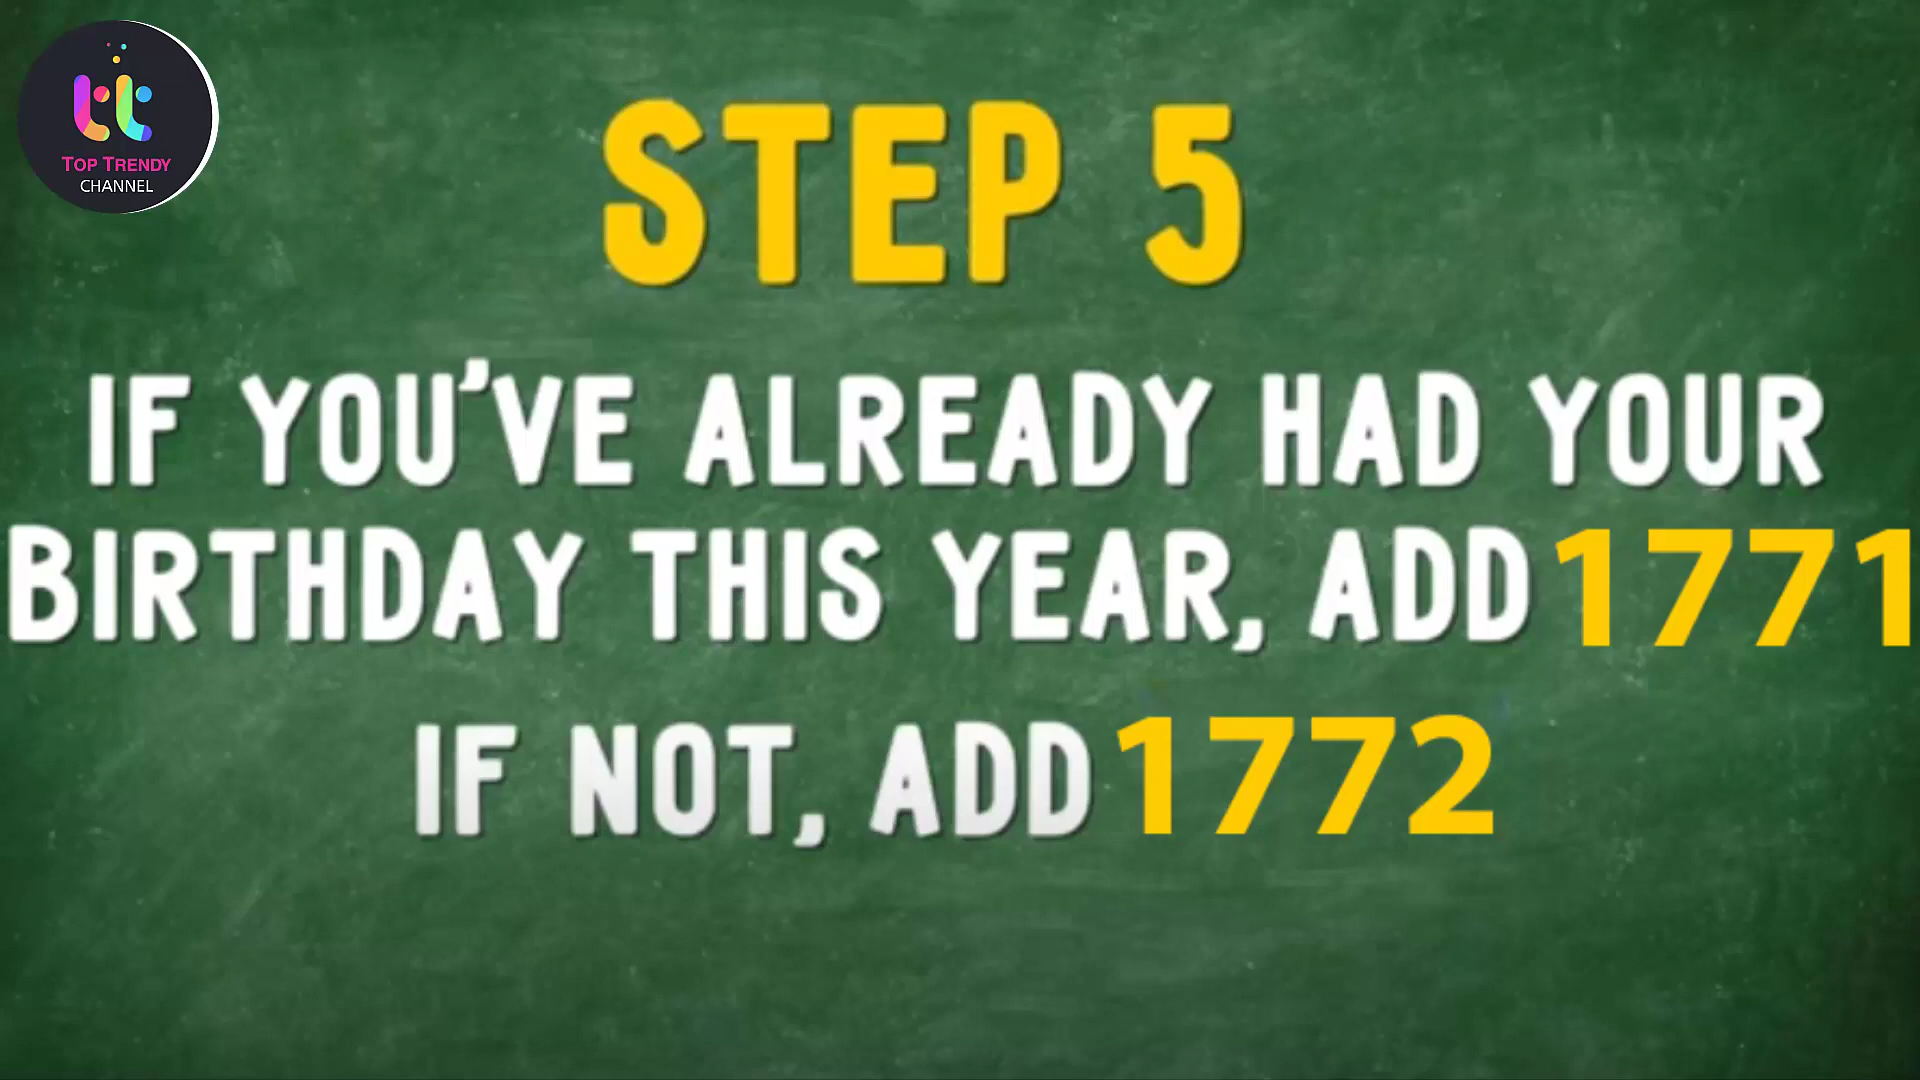 TOP TRENDY
CHANNEL
STEP 5
IF YOU'VE ALREADY HAD YOUR
BIRTHDAY THIS YEAR, ADD 1771
IF NOT, ADD 1772